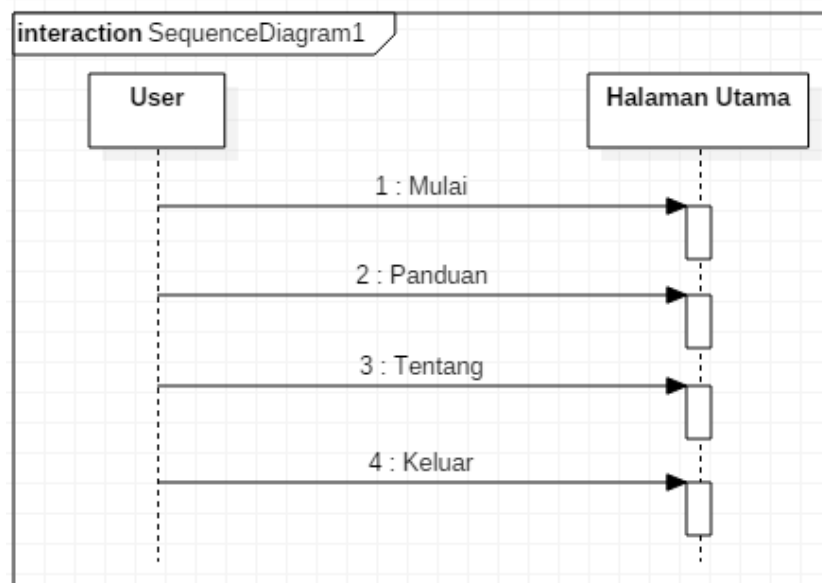 interaction SequenceDiagram1
User
Halaman Utama
1 : Mulai
2 : Panduan
3 : Tentang
4 : Keluar